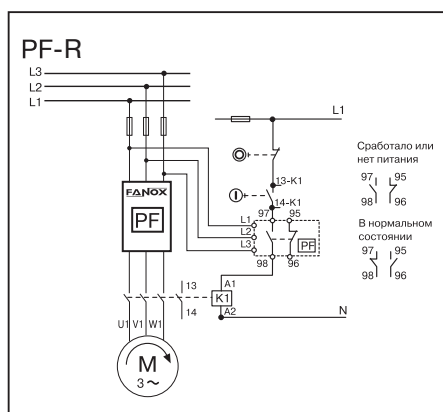 PF-R
L3
L2
L1
L1
FANOX
PF
13-K1
14-K1
L1
L2
L3
97 95
PF
98 96
A1
K1
A2
N
13
14
U1 V1 W1
M
3~
Сработало или
нет питания
97 95
98 96
В нормальном
состоянии
97 95
98 96